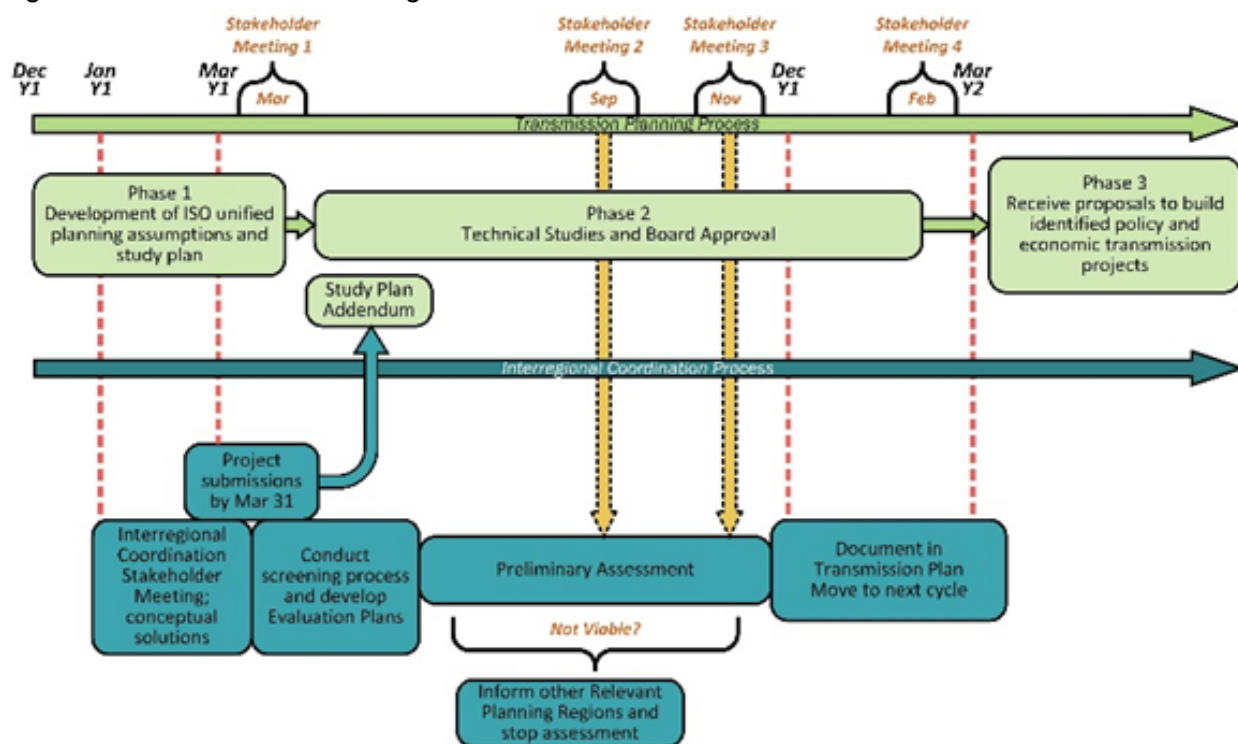 Stakeholder
Meeting 1
Stakeholder
Meeting 2
Stakeholder
Meeting 3
Stakeholder
Meeting 4
Dec
Y1
Jan
Y1
Mar
Y1
Mar
Sep
Nov
Dec
Y1
Feb
Mar
Y2
Transmission Planning Process
Phase 1
Development of ISO unified
planning assumptions and
study plan
Phase 2
Technical Studies and Board Approval
Phase 3
Receive proposals to build
identified policy and
economic transmission
projects
Study Plan
Addendum
Interregional Coordination Process
Project
submissions
by Mar 31
Interregional
Coordination
Stakeholder
Meeting;
conceptual
solutions
Conduct
screening process
and develop
Evaluation Plans
Preliminary Assessment
Document in
Transmission Plan
Move to next cycle
Not Viable?
Inform other Relevant
Planning Regions and
stop assessment